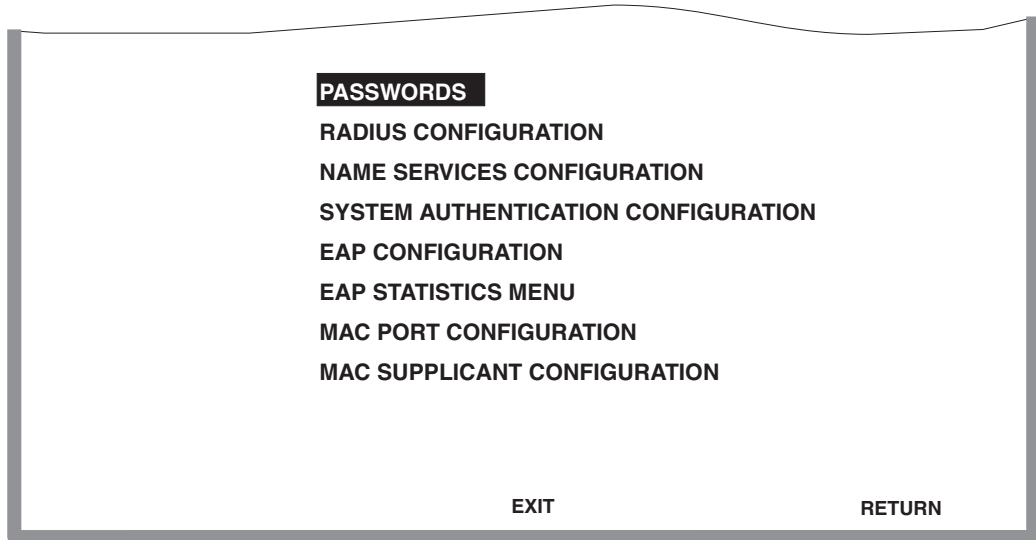 PASSWORDS
RADIUS CONFIGURATION
NAME SERVICES CONFIGURATION
SYSTEM AUTHENTICATION CONFIGURATION
EAP CONFIGURATION
EAP STATISTICS MENU
MAC PORT CONFIGURATION
MAC SUPPLICANT CONFIGURATION
EXIT RETURN